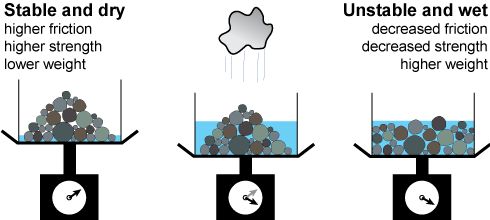 Stable and dry
higher friction
higher strength
lower weight
Unstable and wet
decreased friction
decreased strength
higher weight